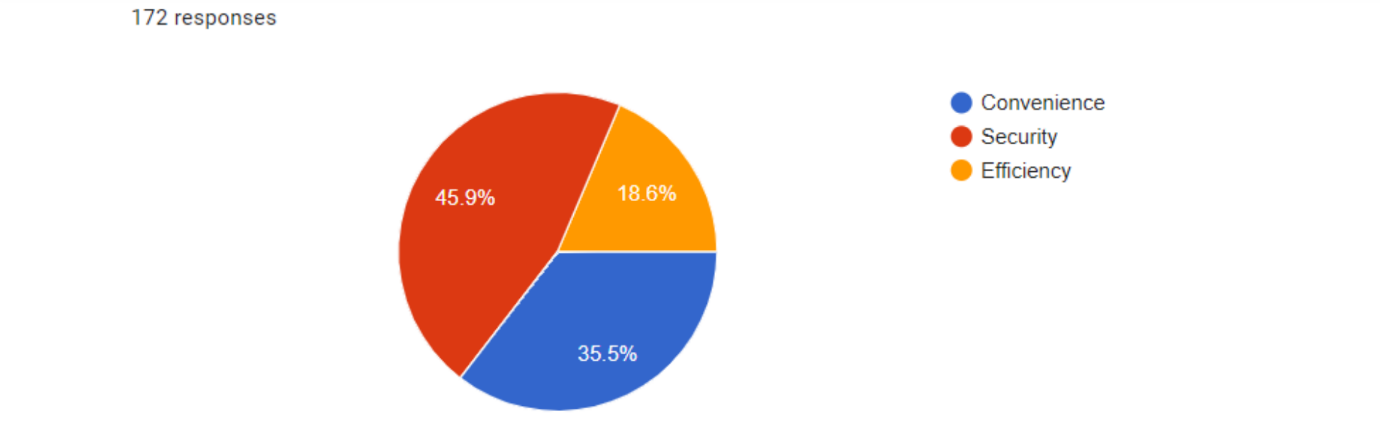 172 responses
Convenience
Security
Efficiency
45.9%
18.6%
35.5%